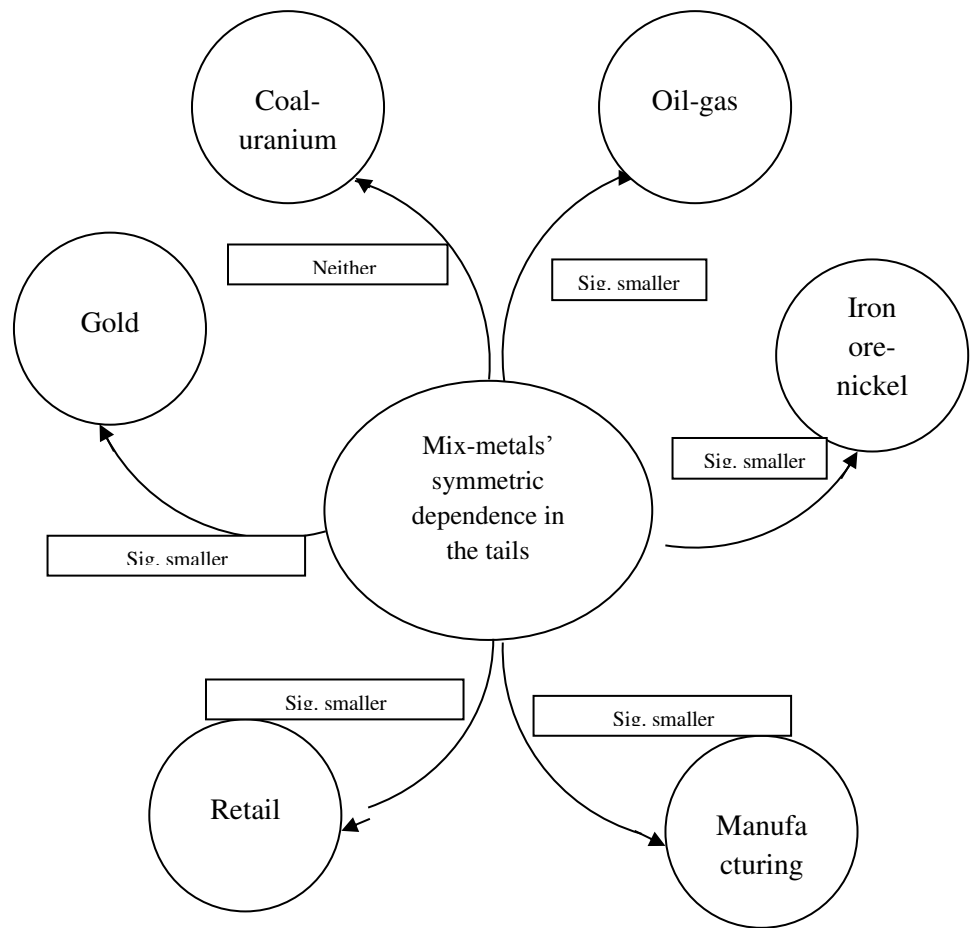 Coal-
uranium
Oil-gas
Neither
Sig. smaller
Gold
Iron
ore-
nickel
Sig. smaller
Mix-metals’
symmetric
dependence in
the tails
Sig. smaller
Sig. smaller
Sig. smaller
Retail
Manufa
cturing